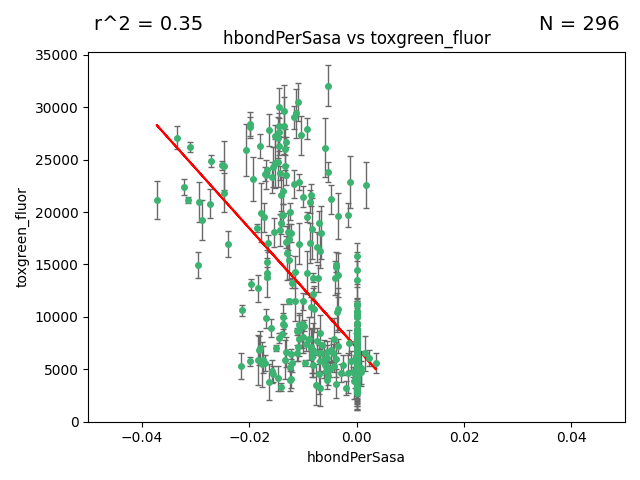 r^2 = 0.35
N = 296
hbondPerSasa vs toxgreen_fluor
35000
30000
25000
20000
15000
10000
5000
0
toxgreen_fluor
−0.04
−0.02
0.00
0.02
0.04
hbondPerSasa